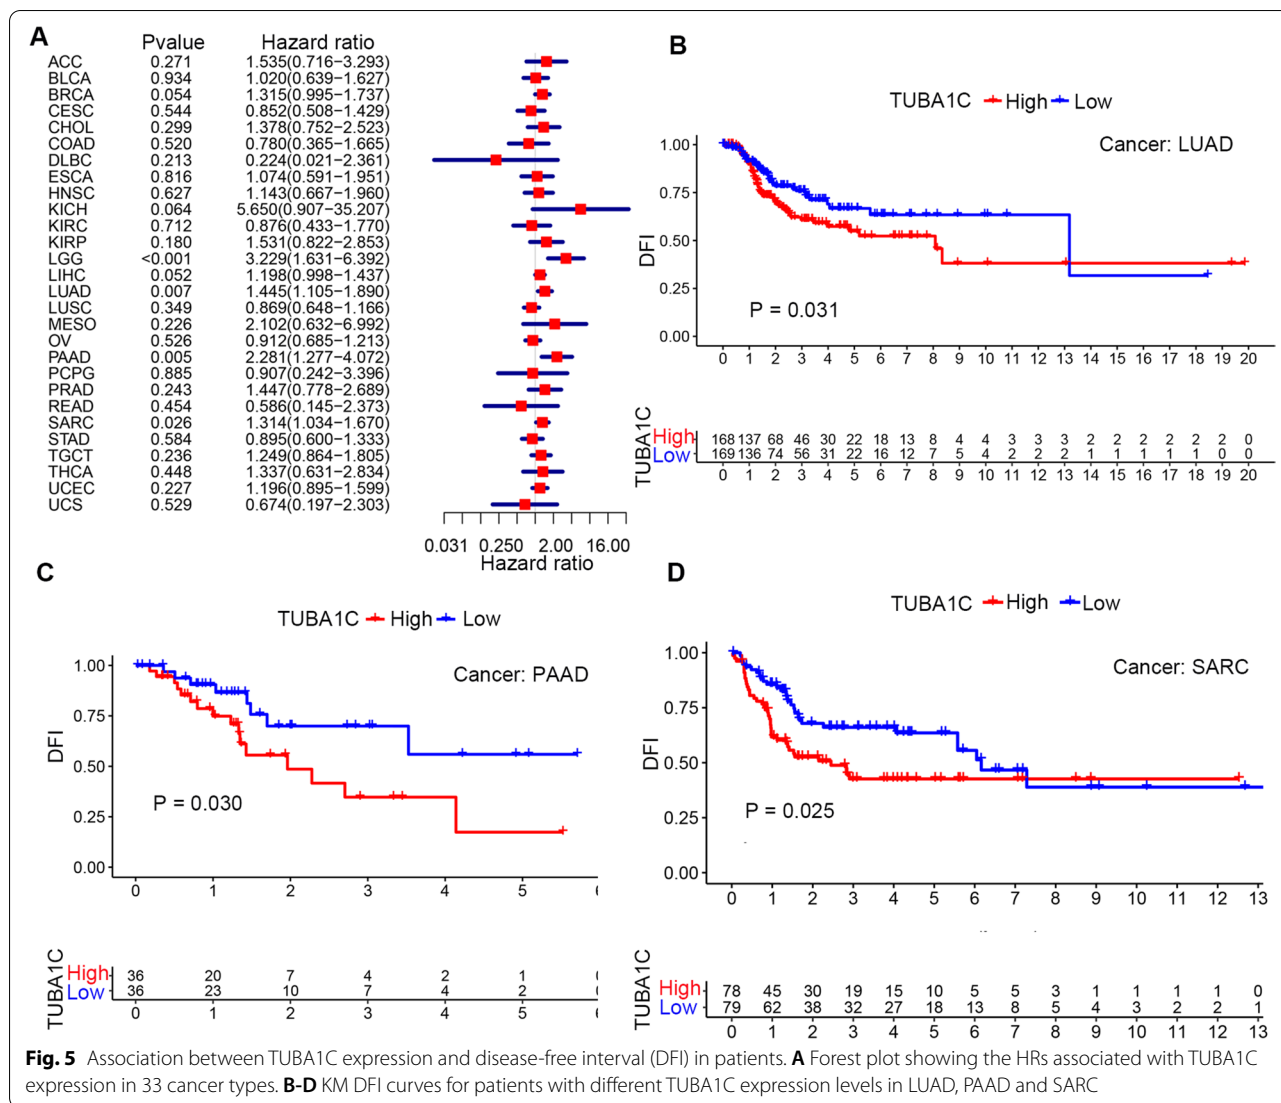 A
Pvalue Hazard ratio
ACC 0.271 1.535(0.716−3.293)
BLCA 0.934 1.020(0.639−1.627)
BRCA 0.054 1.315(0.995−1.737)
CESC 0.544 0.852(0.508−1.429)
CHOL 0.299 1.378(0.752−2.523)
COAD 0.520 0.780(0.365−1.665)
DLBC 0.213 0.224(0.021−2.361)
ESCA 0.816 1.074(0.591−1.951)
HNSC 0.627 1.143(0.667−1.960)
KICH 0.064 5.650(0.907−35.207)
KIRC 0.712 0.876(0.433−1.770)
KIRP 0.180 1.531(0.822−2.853)
LGG <0.001 3.229(1.631−6.392)
LIHC 0.052 1.198(0.998−1.437)
LUAD 0.007 1.445(1.105−1.890)
LUSC 0.349 0.869(0.648−1.166)
MESO 0.226 2.102(0.632−6.992)
OV 0.526 0.912(0.685−1.213)
PAAD 0.005 2.281(1.277−4.072)
PCPG 0.885 0.907(0.242−3.396)
PRAD 0.243 1.447(0.778−2.689)
READ 0.454 0.586(0.145−2.373)
SARC 0.026 1.314(1.034−1.670)
STAD 0.584 0.895(0.600−1.333)
TGCT 0.236 1.249(0.864−1.805)
THCA 0.448 1.337(0.631−2.834)
UCEC 0.227 1.196(0.895−1.599)
UCS 0.529 0.674(0.197−2.303)
0.031 0.250 2.00 16.00
Hazard ratio
B
TUBA1C High Low
Cancer: LUAD
1.00
0.75
0.50
0.25
0.00
DFI
P = 0.031
0 1 2 3 4 5 6 7 8 9 10 11 12 13 14 15 16 17 18 19 20
TUBA1C
High 168 137 68 46 30 22 18 13 8 4 4 3 3 3 2 2 2 2 2 2 0
Low 169 136 74 56 31 22 16 12 7 5 4 2 2 2 1 1 1 1 1 0 0
0 1 2 3 4 5 6 7 8 9 10 11 12 13 14 15 16 17 18 19 20
C
TUBA1C High Low
Cancer: PAAD
1.00
0.75
0.50
0.25
0.00
DFI
P = 0.030
0 1 2 3 4 5 6
TUBA1C
High 36 20 7 4 2 1 0
Low 36 23 10 7 4 2 0
0 1 2 3 4 5 6
D
TUBA1C High Low
Cancer: SARC
1.00
0.75
0.50
0.25
0.00
DFI
P = 0.025
0 1 2 3 4 5 6 7 8 9 10 11 12 13
TUBA1C
High 78 45 30 19 15 10 5 5 3 1 1 1 1 0
Low 79 62 38 32 27 18 13 8 5 4 3 2 2 1
0 1 2 3 4 5 6 7 8 9 10 11 12 13
Fig. 5 Association between TUBA1C expression and disease-free interval (DFI) in patients. A Forest plot showing the HRs associated with TUBA1C
expression in 33 cancer types. B-D KM DFI curves for patients with different TUBA1C expression levels in LUAD, PAAD and SARC